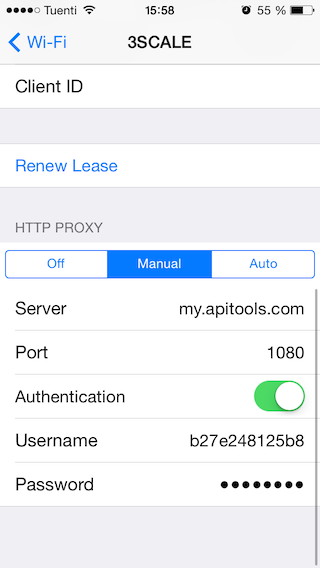 Tuenti 15:58 55 %
Wi-Fi 3SCALE
Client ID
Renew Lease
HTTP PROXY
Off Manual Auto
Server my.apitools.com
Port 1080
Authentication
Username b27e248125b8
Password ●●●●●●●●